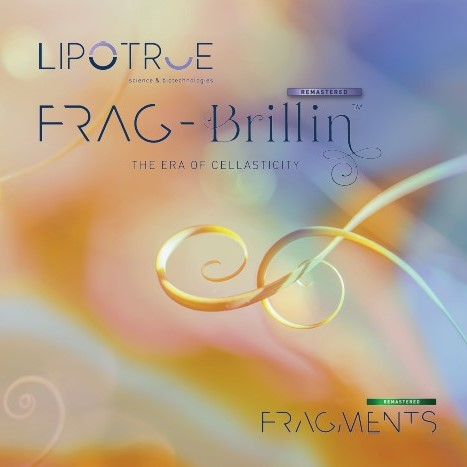 LIPOTRUE
science & biotechnologies
REMASTERED
FRAG-Brillin™
THE ERA OF CELLASTICITY
REMASTERED
FRAGMENTS